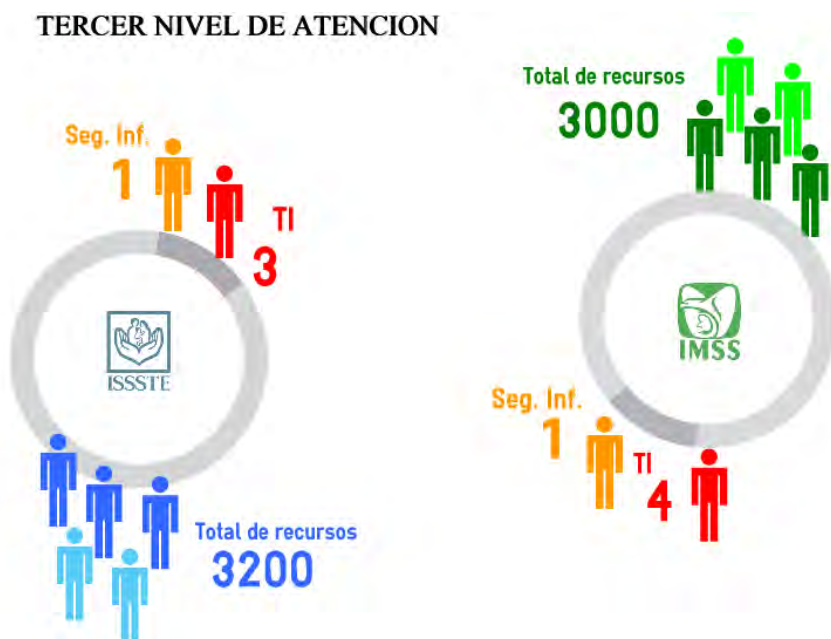 TERCER NIVEL DE ATENCION
Seg. Inf.
1
TI
3
ISSSTE
Total de recursos
3200
Total de recursos
3000
IMSS
Seg. Inf.
1
TI
4